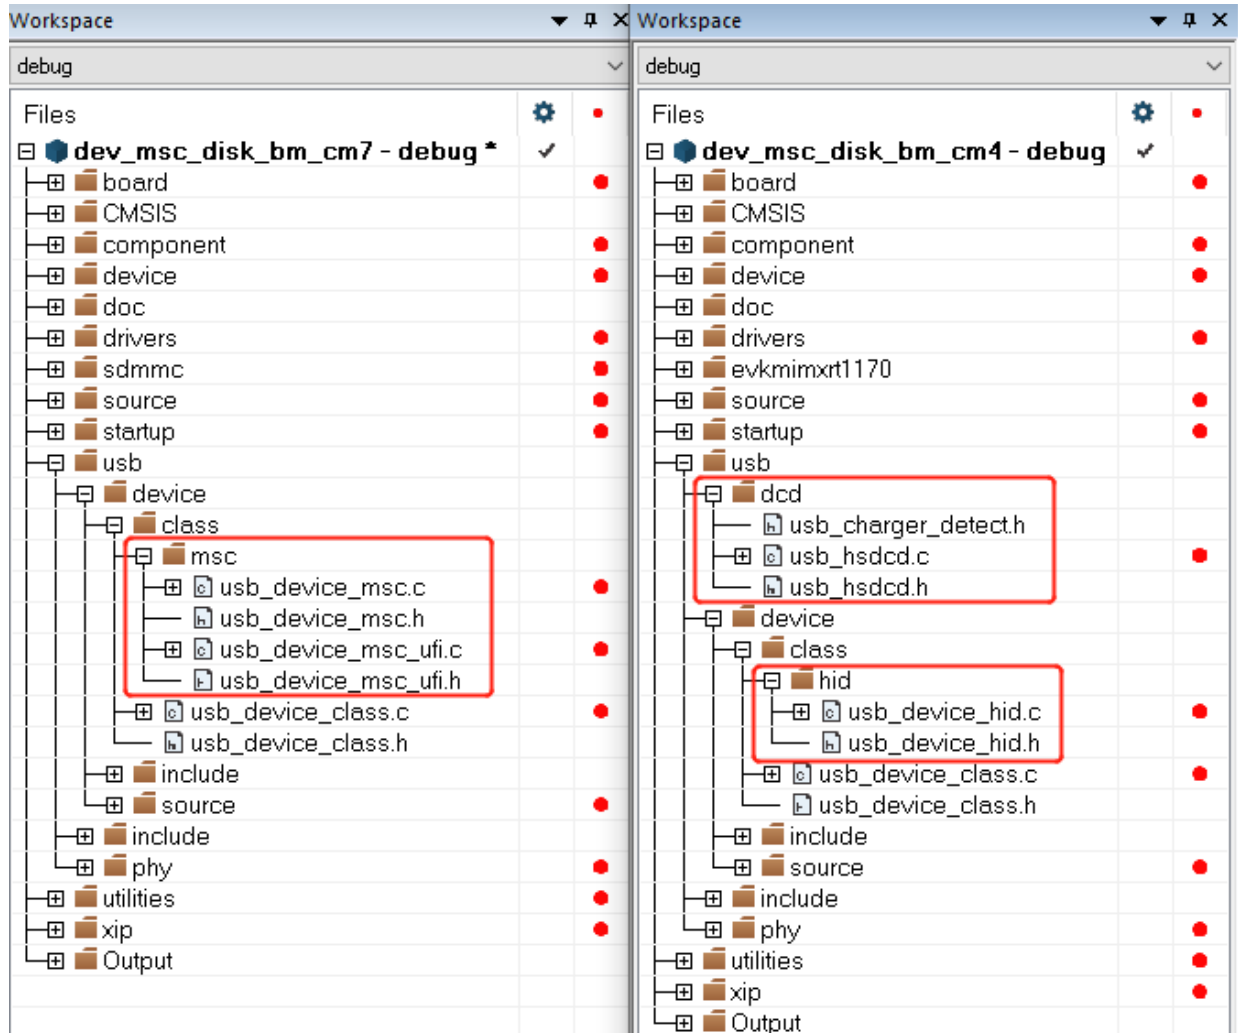 Workspace
debug
Files
dev_msc_disk_bm_cm7 - debug *
board
CMSIS
component
device
doc
drivers
sdmmc
source
startup
usb
device
class
msc
usb_device_msc.c
usb_device_msc.h
usb_device_msc_ufi.c
usb_device_msc_ufi.h
usb_device_class.c
usb_device_class.h
include
source
include
phy
utilities
xip
Output
Workspace
debug
Files
dev_msc_disk_bm_cm4 - debug
board
CMSIS
component
device
doc
drivers
evkmimxrt1170
source
startup
usb
dcd
usb_charger_detect.h
usb_hsdcd.c
usb_hsdcd.h
device
class
hid
usb_device_hid.c
usb_device_hid.h
usb_device_class.c
usb_device_class.h
include
source
include
phy
utilities
xip
Output